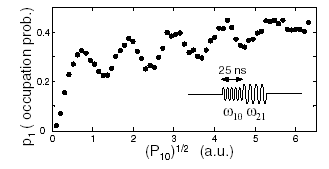 p₁ ( occupation prob.)
0.4
0.2
0
25 ns
ω₁₀ ω₂₁
0 1 2 3 4 5 6
(P₁₀)^1/2 (a.u.)